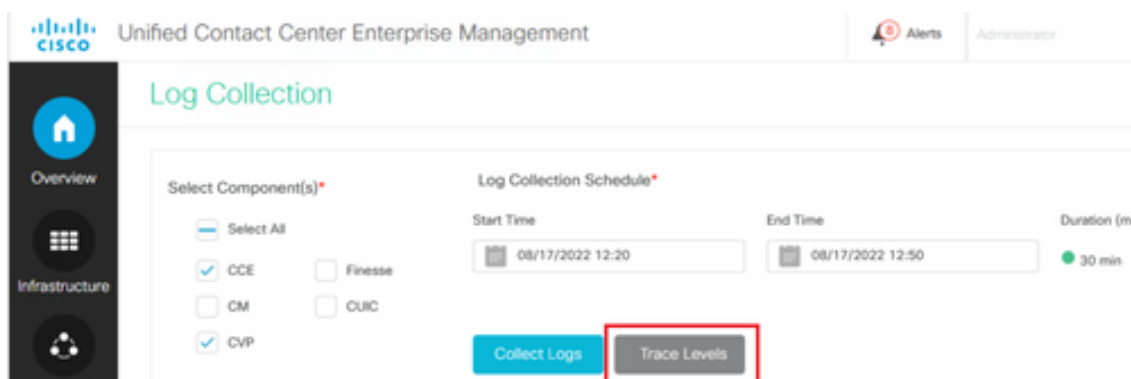 CISCO
Unified Contact Center Enterprise Management
8
Alerts
Administrator
Log Collection
Overview
Infrastructure
Select Component(s)*
Select All
CCE
Finesse
CM
CUIC
CVP
Log Collection Schedule*
Start Time
End Time
Duration (m
08/17/2022 12:20
08/17/2022 12:50
30 min
Collect Logs
Trace Levels